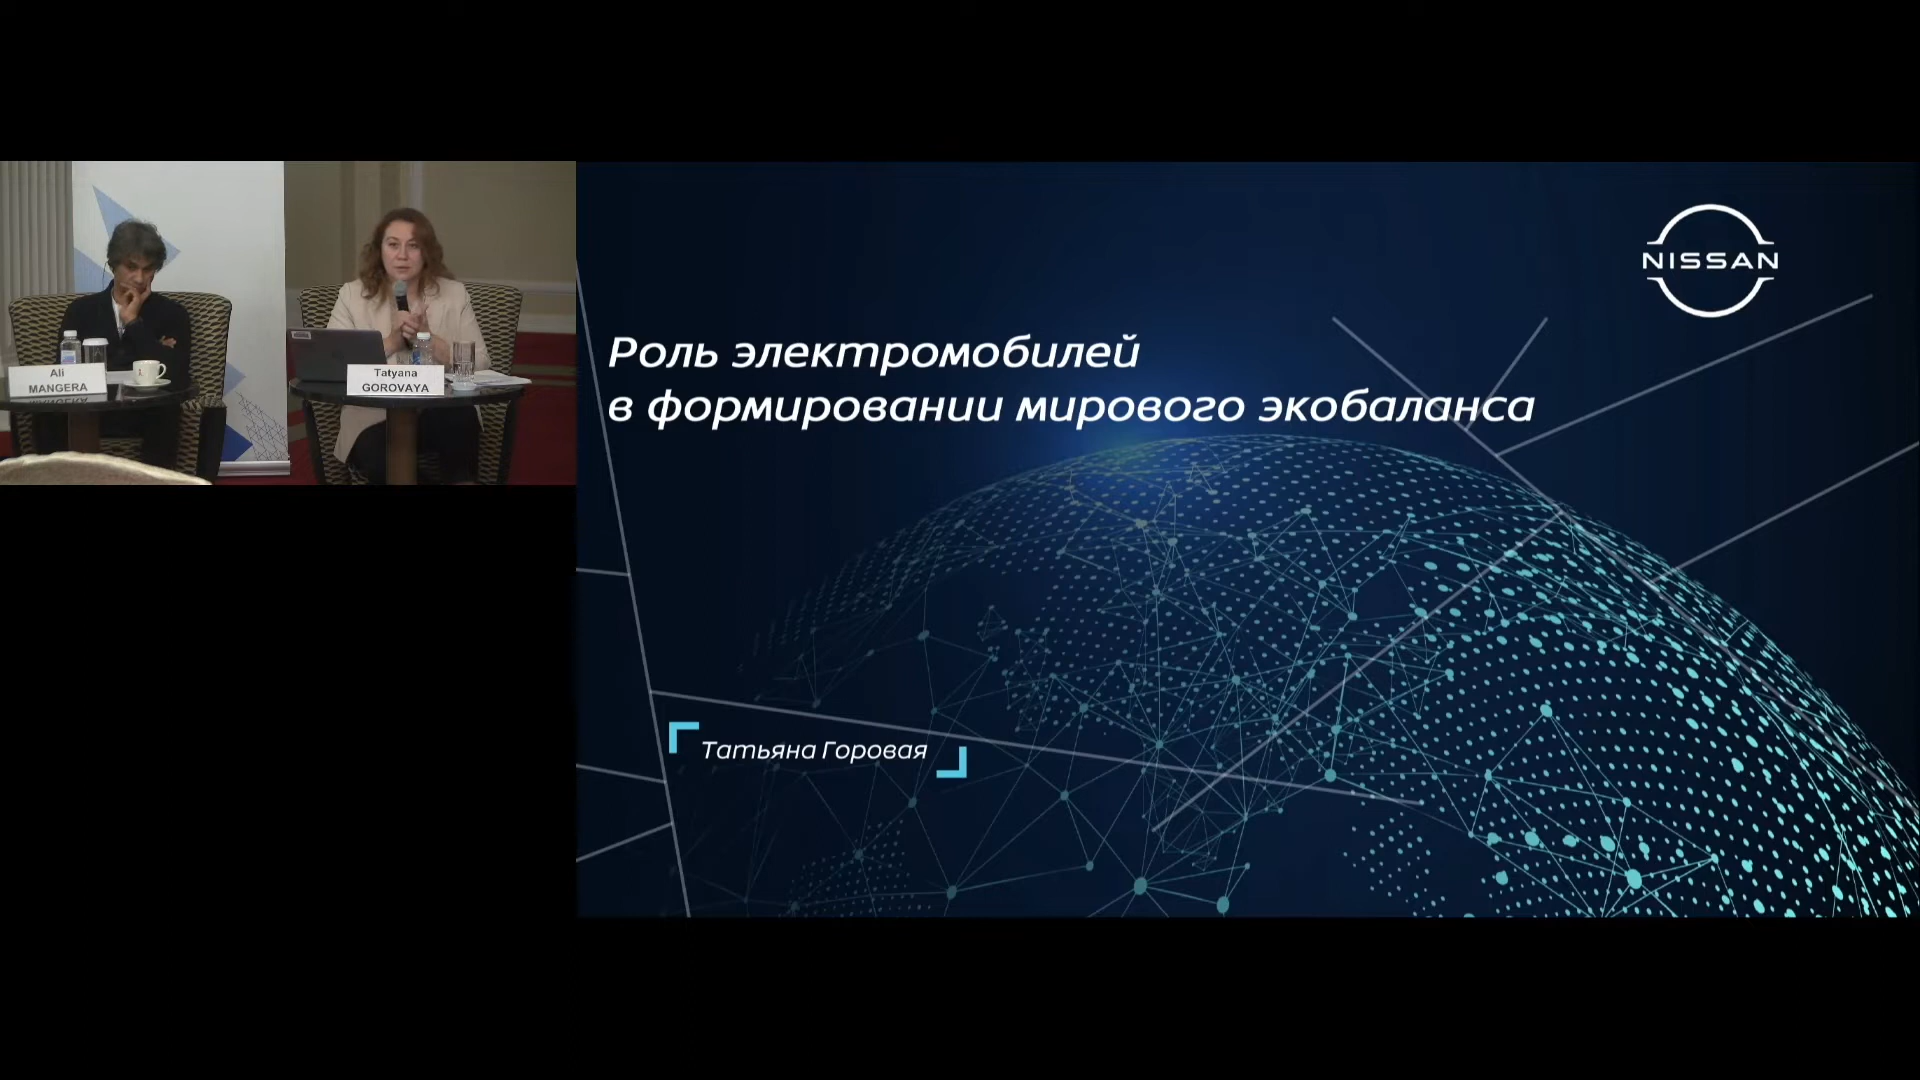 Ali
MANGERA
Tatyana
GOROVAYA
NISSAN
Роль электромобилей
в формировании мирового экобаланса
Татьяна Горовая